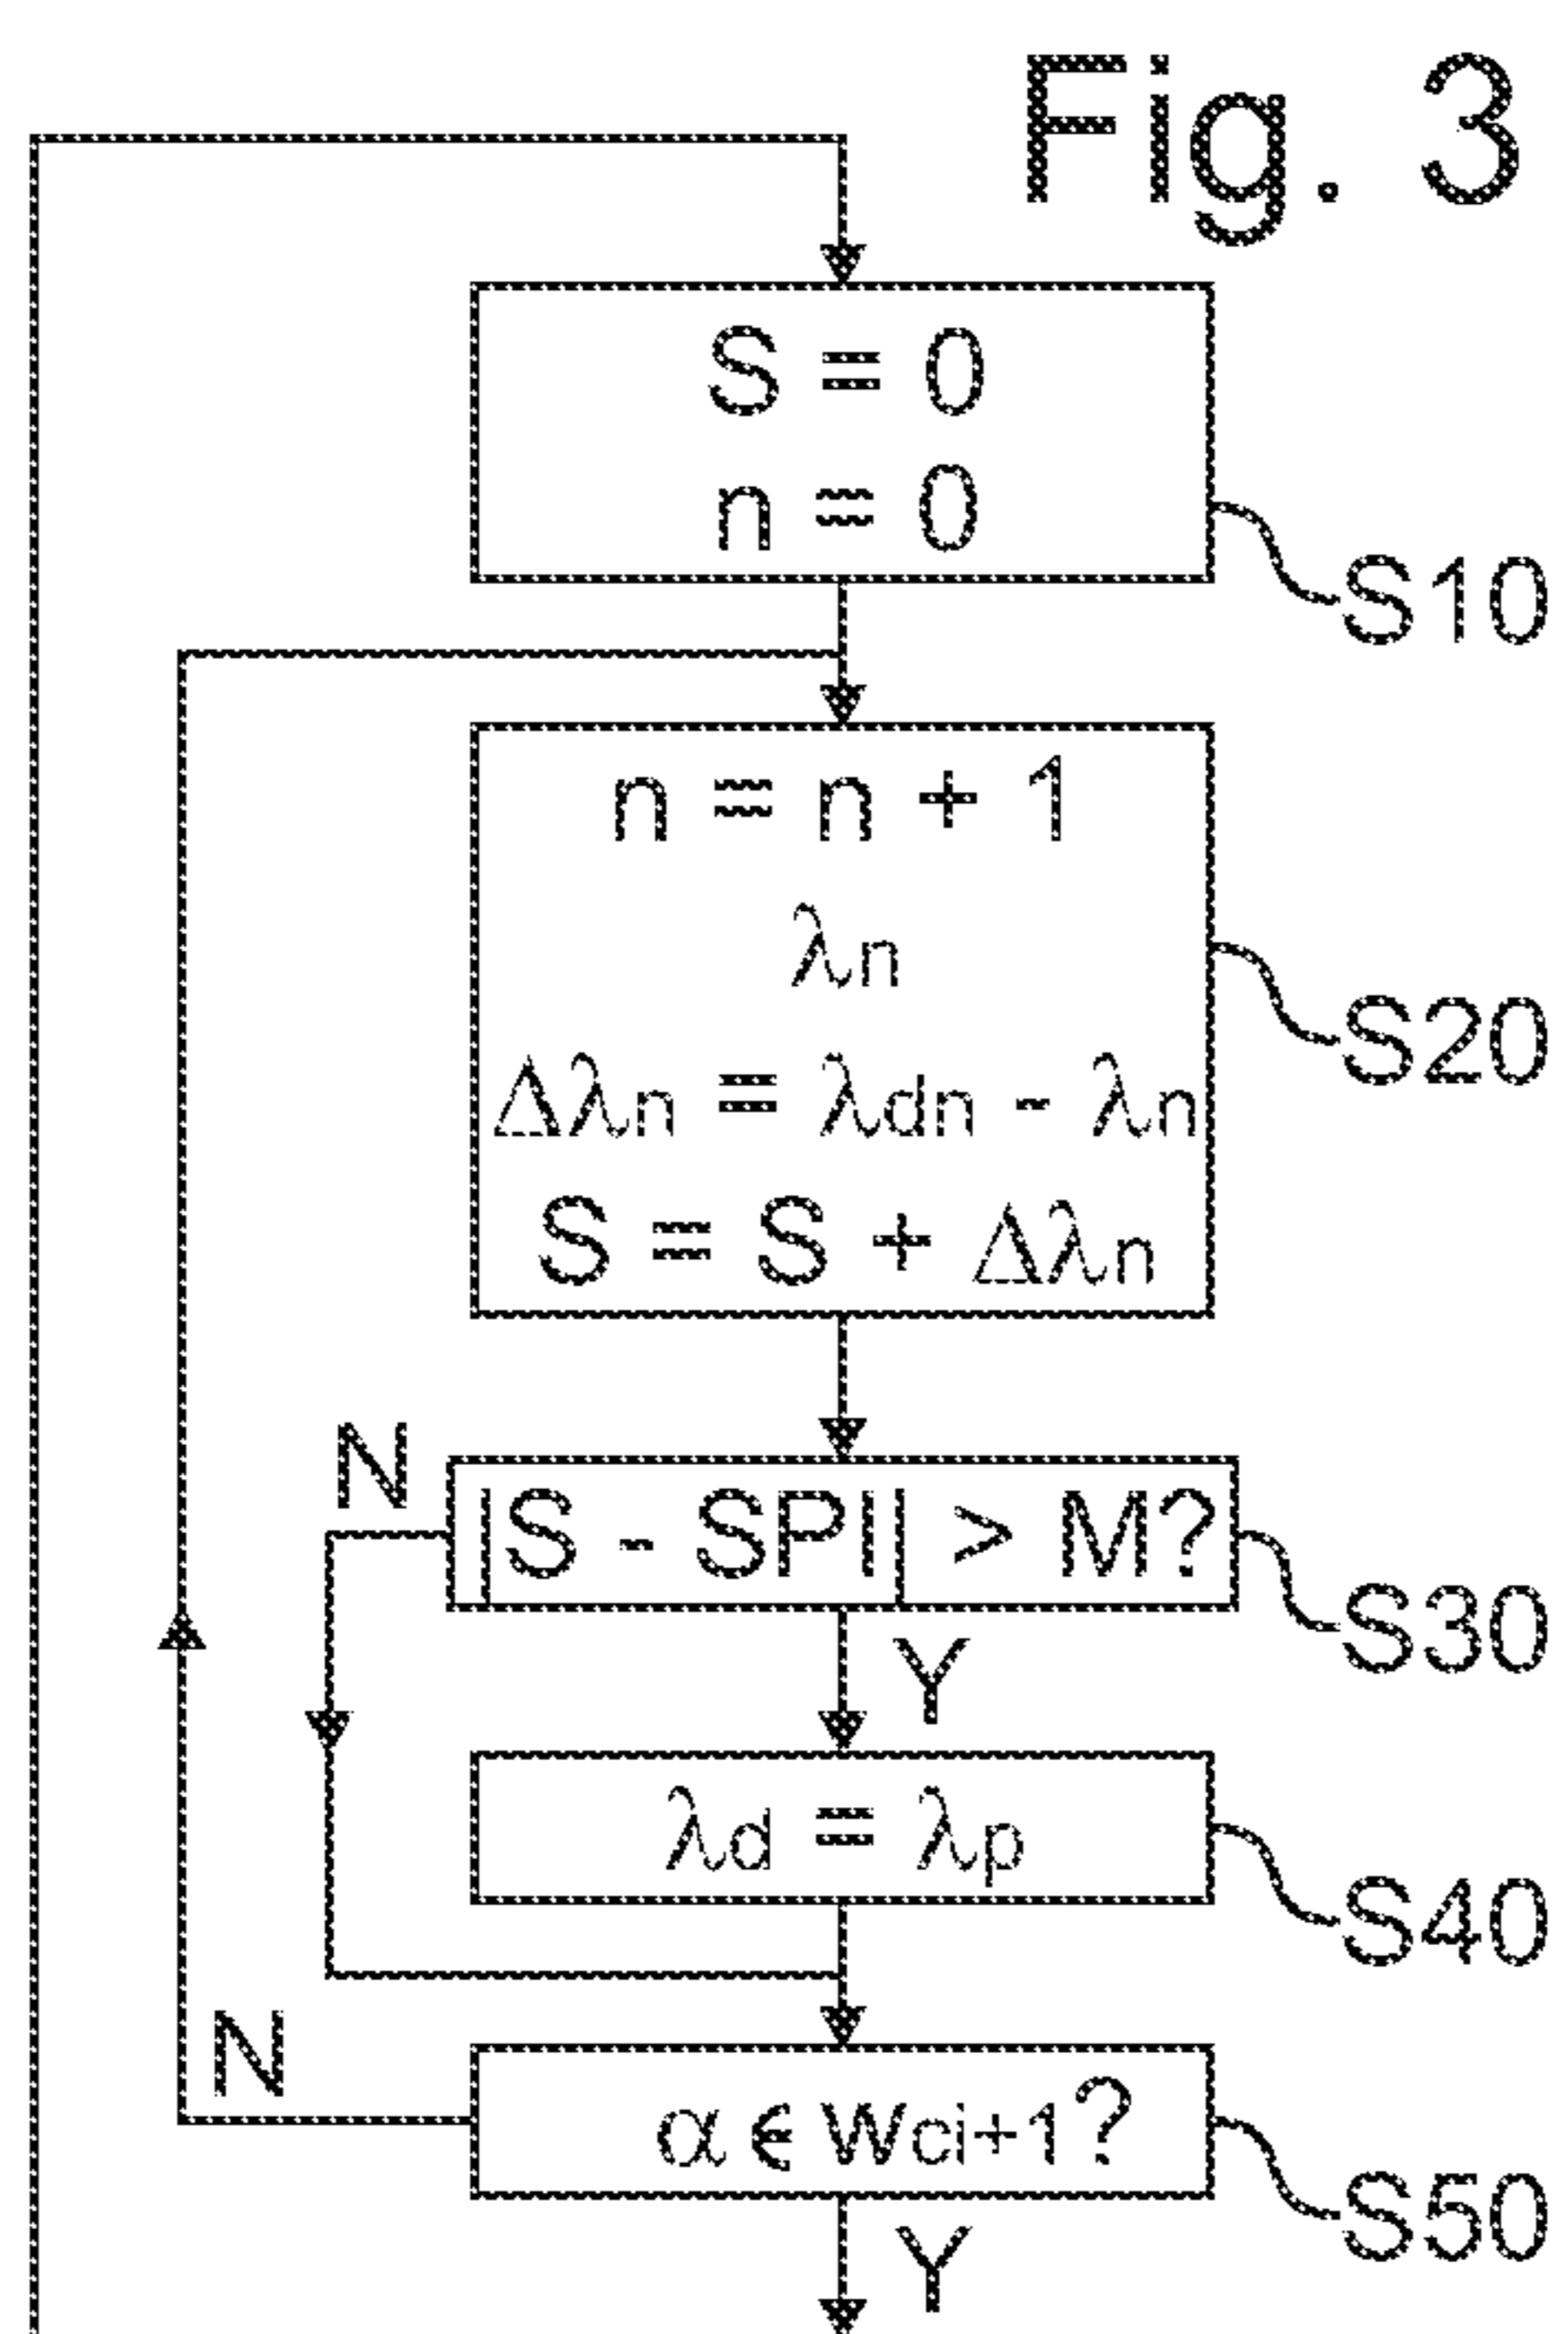 Fig. 3
S = 0
n = 0
S10
n = n + 1
λn
Δλn = λdn - λn
S = S + Δλn
S20
N
|S - SPI| > M?
S30
Y
λd = λp
S40
N
α ϵ Wci+1?
S50
Y